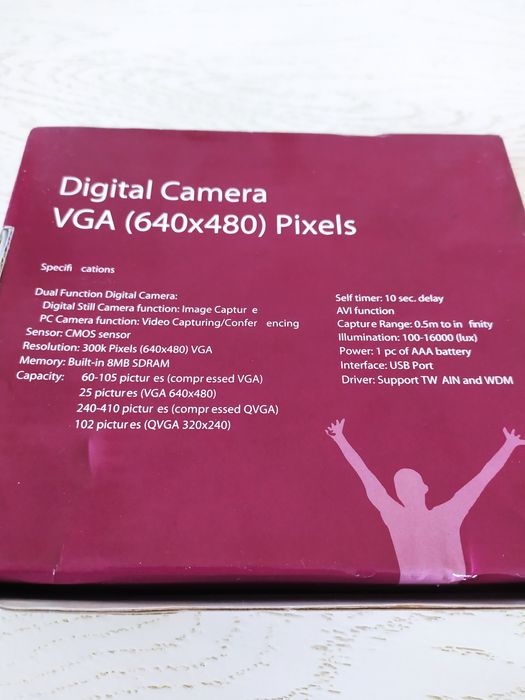 Digital Camera
VGA (640x480) Pixels
Specifi cations
Dual Function Digital Camera:
Digital Still Camera function: Image Captur e
PC Camera function: Video Capturing/Confer encing
Sensor: CMOS sensor
Resolution: 300k Pixels (640x480) VGA
Memory: Built-in 8MB SDRAM
Capacity: 60-105 pictur es (compr essed VGA)
25 pictur es (VGA 640x480)
240-410 pictur es (compr essed QVGA)
102 pictur es (QVGA 320x240)
Self timer: 10 sec. delay
AVI function
Capture Range: 0.5m to in finity
Illumination: 100-16000 (lux)
Power: 1 pc of AAA battery
Interface: USB Port
Driver: Support TW AIN and WDM